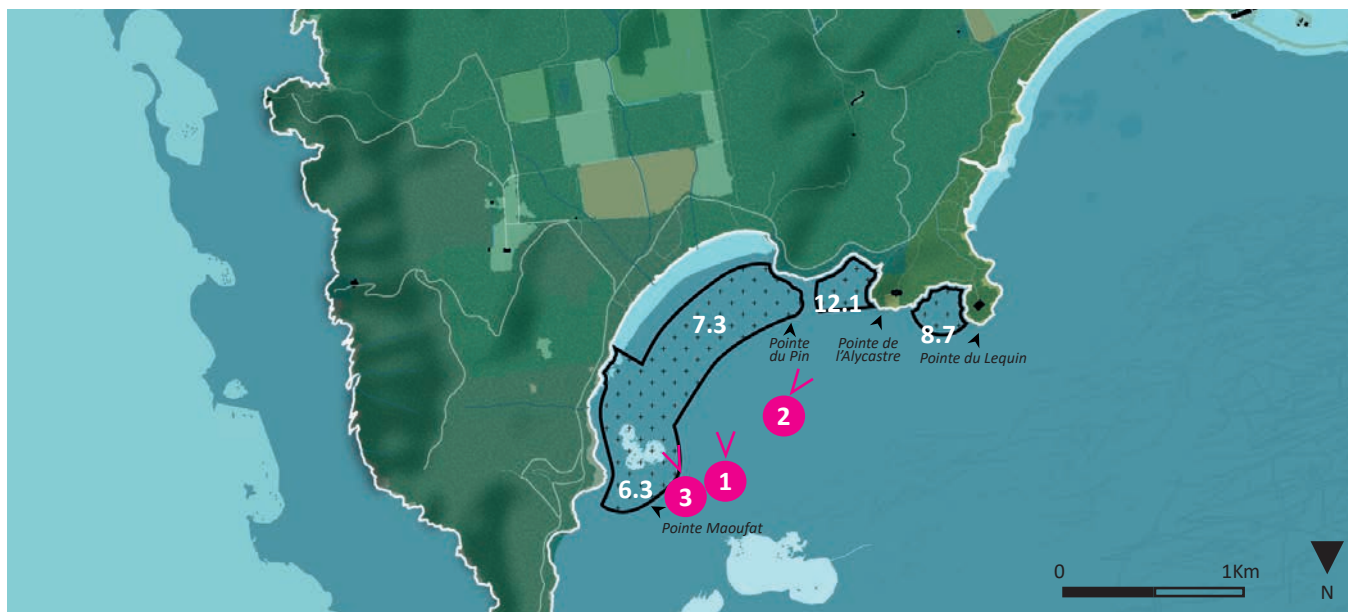 7.3
12.1
8.7
Pointe
du Pin
Pointe de
l'Alycastre
Pointe du Lequin
2
1
3
6.3
Pointe Maoufat
0
1Km
N